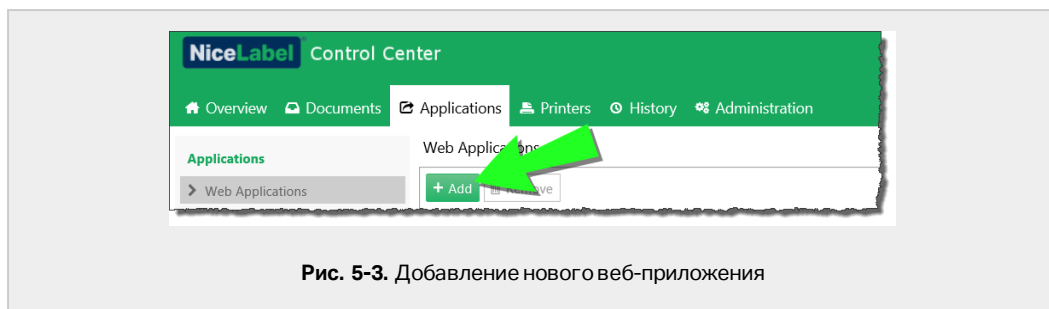 NiceLabel Control Center
Overview Documents Applications Printers History Administration
Applications
Web Applications
Web Applications
+ Add Remove
Рис. 5-3. Добавление нового веб-приложения